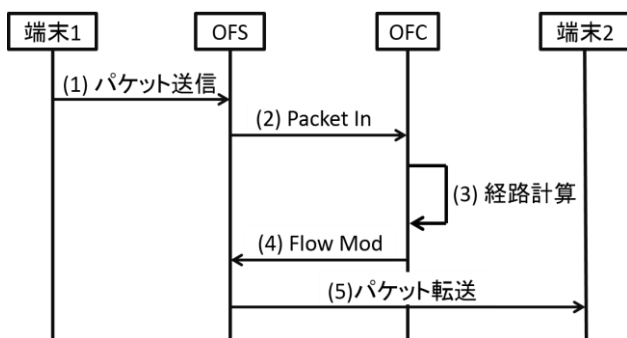 端末1
OFS
OFC
端末2
(1) パケット送信
(2) Packet In
(3) 経路計算
(4) Flow Mod
(5)パケット転送